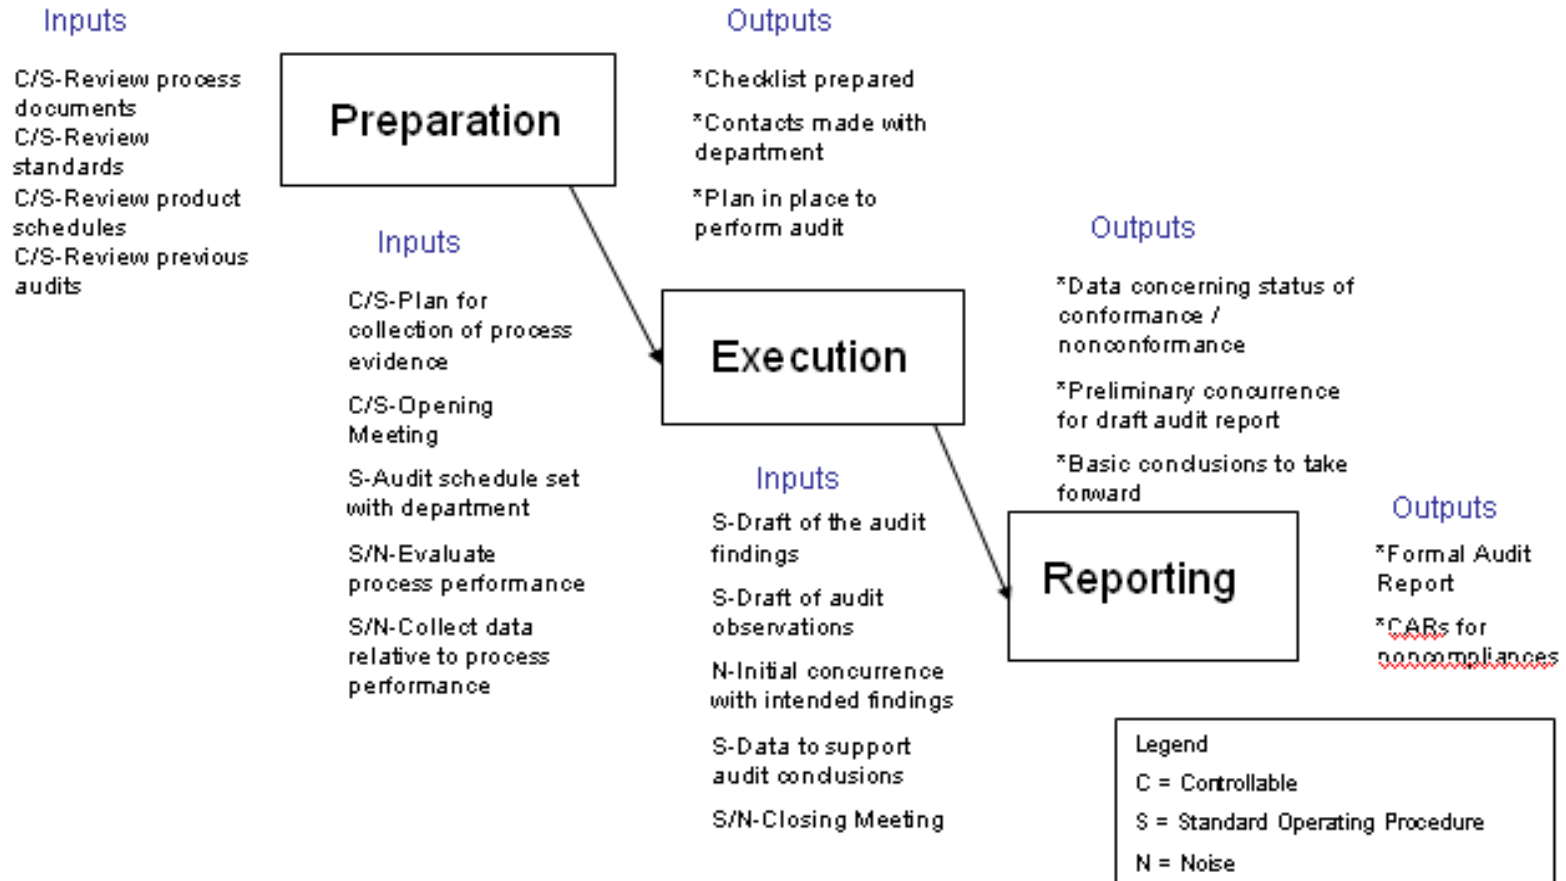 Inputs
C/S-Review process
documents
C/S-Review
standards
C/S-Review product
schedules
C/S-Review previous
audits
Preparation
Outputs
*Checklist prepared
*Contacts made with
department
*Plan in place to
perform audit
Inputs
C/S-Plan for
collection of process
evidence
C/S-Opening
Meeting
S-Audit schedule set
with department
S/N-Evaluate
process performance
S/N-Collect data
relative to process
performance
Execution
Outputs
*Data concerning status of
conformance /
nonconformance
*Preliminary concurrence
for draft audit report
*Basic conclusions to take
forward
Inputs
S-Draft of the audit
findings
S-Draft of audit
observations
N-Initial concurrence
with intended findings
S-Data to support
audit conclusions
S/N-Closing Meeting
Reporting
Outputs
*Formal Audit
Report
*CARs for
noncompliances
Legend
C = Controllable
S = Standard Operating Procedure
N = Noise